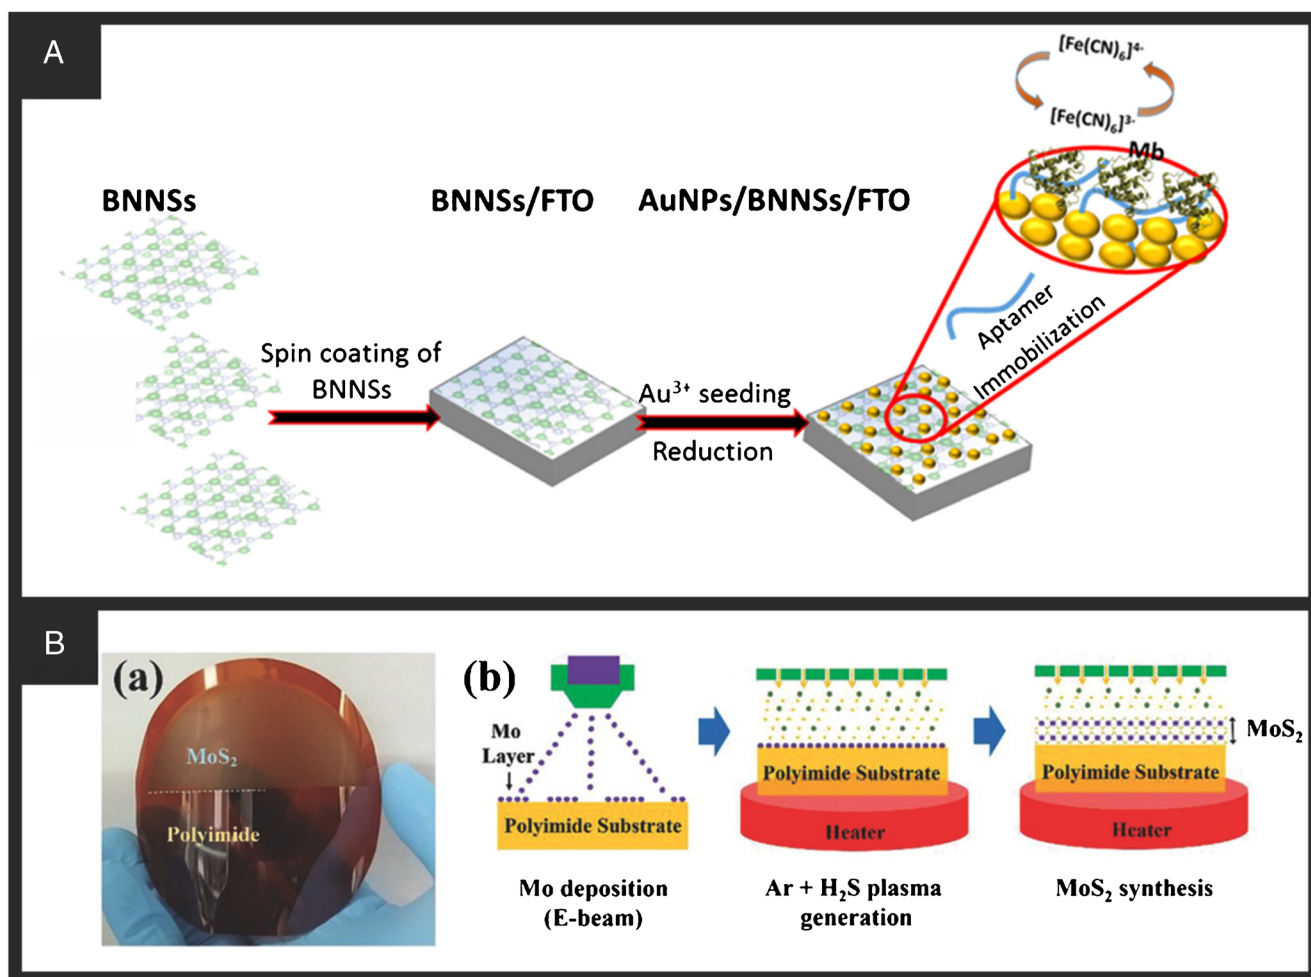 A
[Fe(CN)₆]⁴⁻
[Fe(CN)₆]³⁻
Mb
BNNSs
BNNSs/FTO
AuNPs/BNNSs/FTO
Spin coating of
BNNSs
Au³⁺ seeding
Reduction
Aptamer
Immobilization
B
(a)
MoS₂
Polyimide
(b)
Mo
Layer
Polyimide Substrate
Mo deposition
(E-beam)
Polyimide Substrate
Heater
Ar + H₂S plasma
generation
MoS₂
Polyimide Substrate
Heater
MoS₂ synthesis